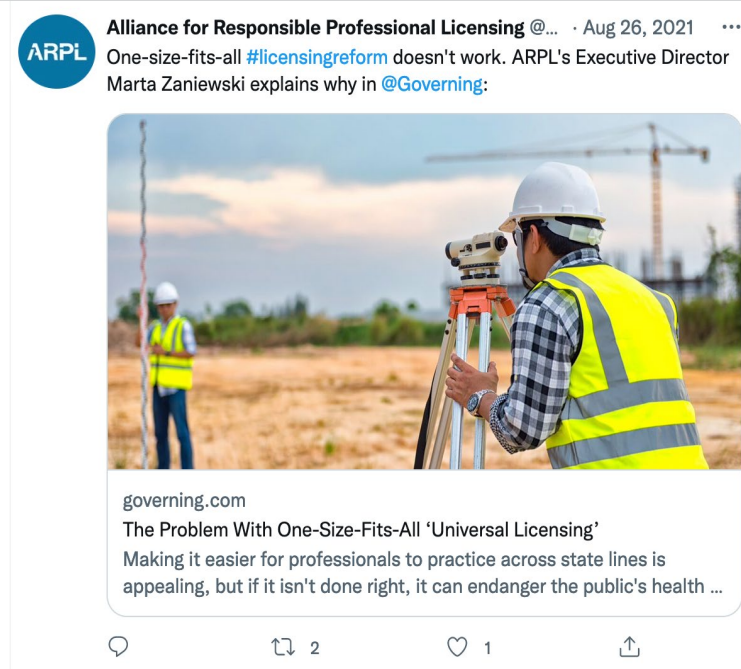 ARPL
Alliance for Responsible Professional Licensing @... · Aug 26, 2021 ...
One-size-fits-all #licensingreform doesn't work. ARPL's Executive Director
Marta Zaniewski explains why in @Governing:
governing.com
The Problem With One-Size-Fits-All ‘Universal Licensing’
Making it easier for professionals to practice across state lines is
appealing, but if it isn't done right, it can endanger the public's health ...
2
1